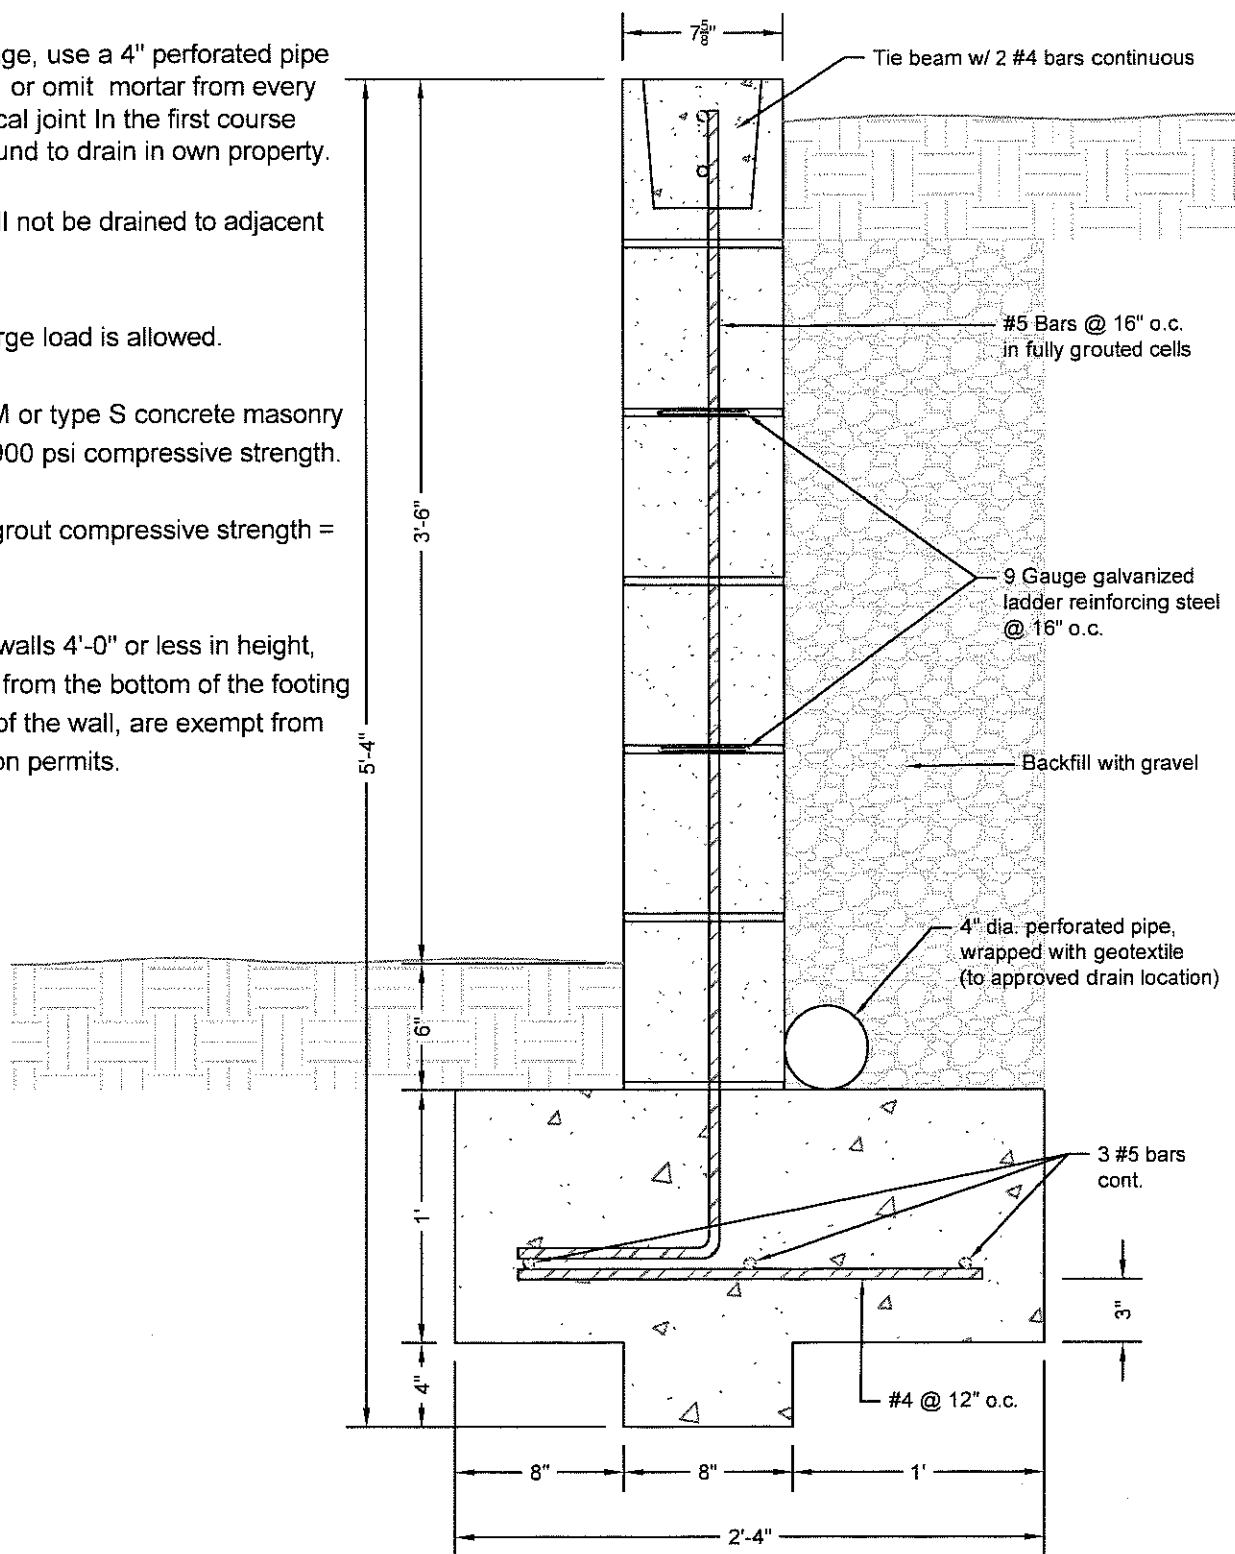 ge, use a 4" perforated pipe
or omit mortar from every
cal joint In the first course
und to drain in own property.
ll not be drained to adjacent
rge load is allowed.
M or type S concrete masonry
900 psi compressive strength.
grout compressive strength =
walls 4'-0" or less in height,
from the bottom of the footing
of the wall, are exempt from
on permits.
7⅝"
Tie beam w/ 2 #4 bars continuous
#5 Bars @ 16" o.c.
in fully grouted cells
3'-6"
9 Gauge galvanized
ladder reinforcing steel
@ 16" o.c.
5'-4"
Backfill with gravel
4" dia. perforated pipe,
wrapped with geotextile
(to approved drain location)
6"
3 #5 bars
cont.
1'
3"
4"
#4 @ 12" o.c.
8"
8"
1'
2'-4"